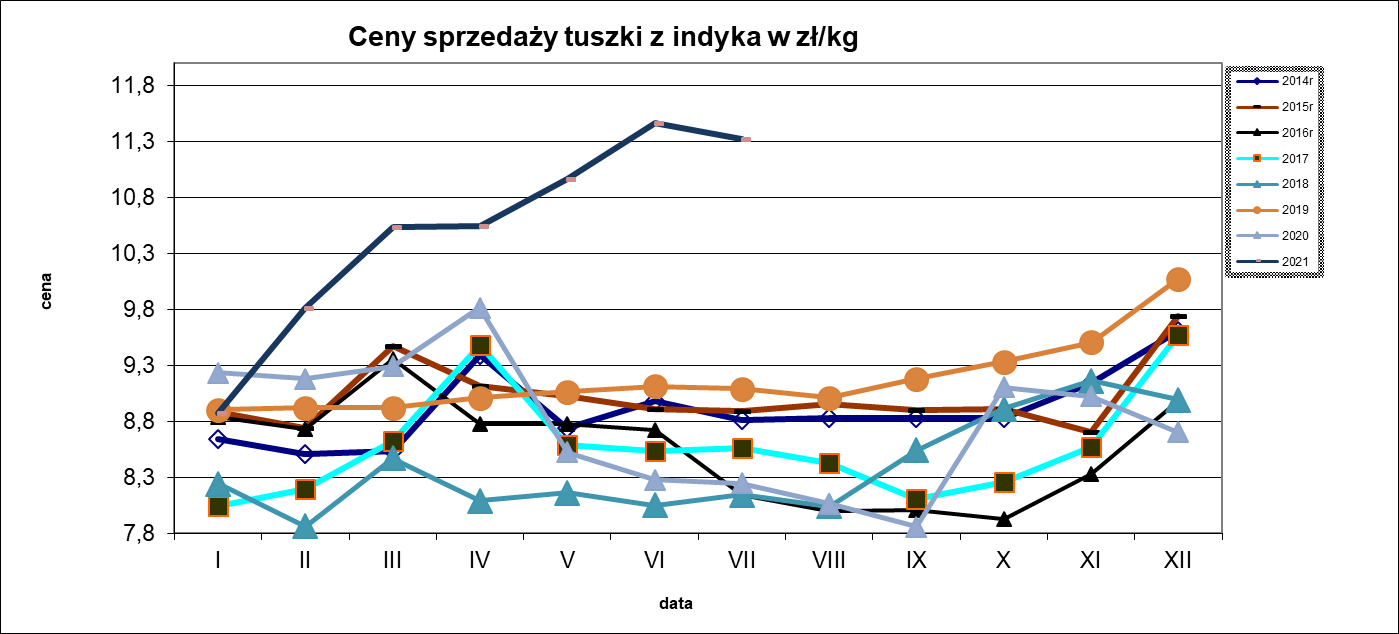 Ceny sprzedaży tuszki z indyka w zł/kg
11,8
11,3
10,8
10,3
9,8
9,3
8,8
8,3
7,8
cena
I II III IV V VI VII VIII IX X XI XII
data
2014r
2015r
2016r
2017
2018
2019
2020
2021